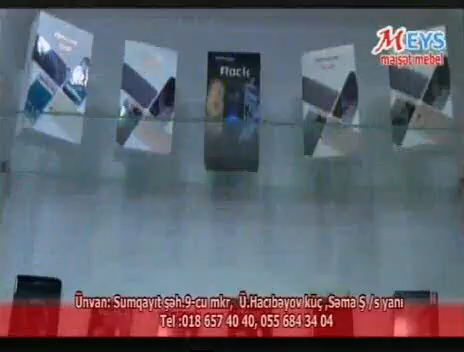 MEYS
məişət mebel
Ünvan: Sumqayıt şəh.9-cu mkr, Ü.Hacıbəyov küç ,Səma Ş /s yanı
Tel :018 657 40 40, 055 684 34 04